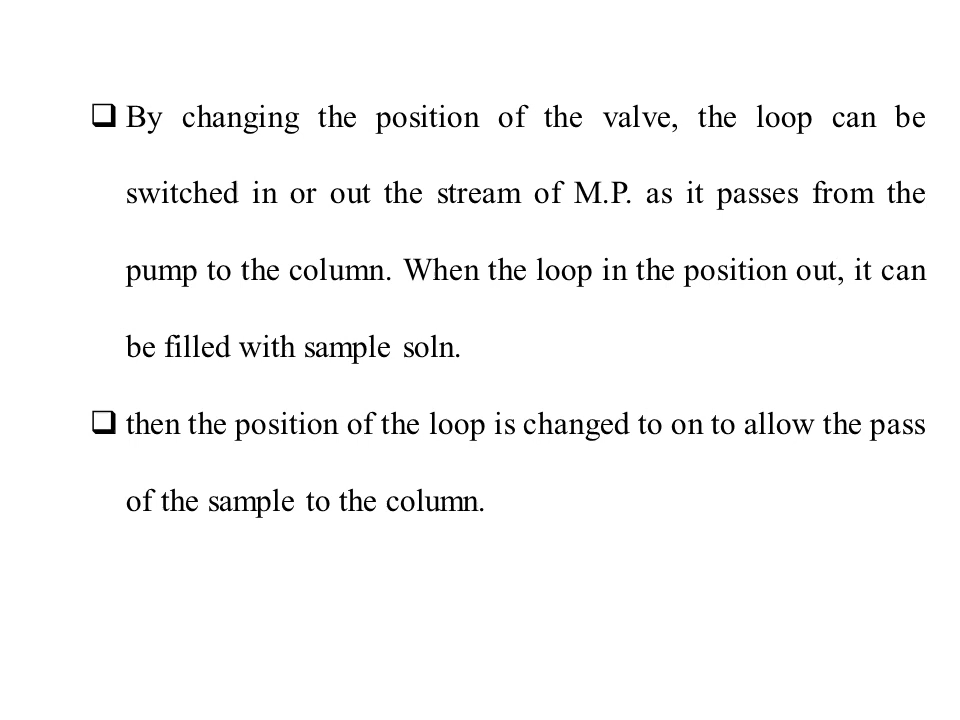 ❑ By changing the position of the valve, the loop can be
switched in or out the stream of M.P. as it passes from the
pump to the column. When the loop in the position out, it can
be filled with sample soln.
❑ then the position of the loop is changed to on to allow the pass
of the sample to the column.